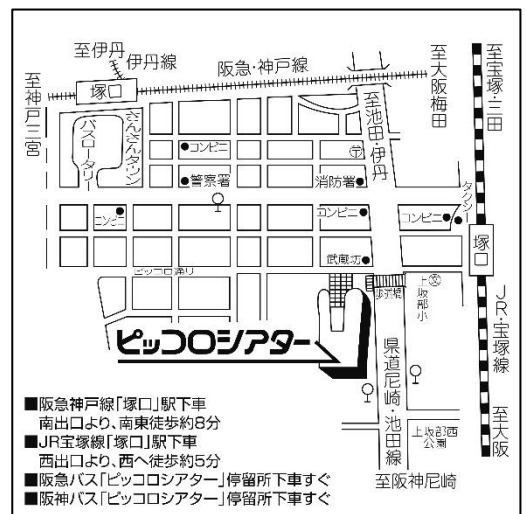 至伊丹
伊丹線
阪急・神戸線
塚口
至神戸三宮
至大阪梅田
至宝塚・三田
至池田・伊丹
バスロータリー
さんさんタウン
コンビニ
〒
警察署
消防署
タクシー
コンビニ
コンビニ
コンビニ
塚口
武蔵坊
ピッコロ通り
歩道橋
上坂部小
文
JR・宝塚線
ピッコロシアター
県道尼崎・池田線
上坂部西公園
至大阪
至阪神尼崎
■阪急神戸線「塚口」駅下車
南出口より、南東徒歩約8分
■JR宝塚線「塚口」駅下車
西出口より、西へ徒歩約5分
■阪急バス「ピッコロシアター」停留所下車すぐ
■阪神バス「ピッコロシアター」停留所下車すぐ